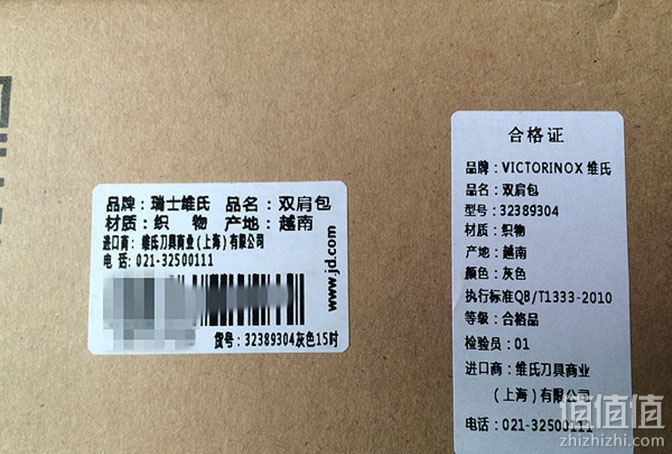 品牌：瑞士维氏 品名：双肩包
材质：织 物 产地：越南
进口商：维氏刀具商业(上海)有限公司
电 话：021-32500111
货号：32389304灰色15吋
www.jd.com
合格证
品牌：VICTORINOX 维氏
品名：双肩包
型号：32389304
材质：织物
产地：越南
颜色：灰色
执行标准QB/T1333-2010
等级：合格品
检验员：01
进口商：维氏刀具商业
(上海)有限公司
电话：021-32500111
值值值
zhizhizhi.com